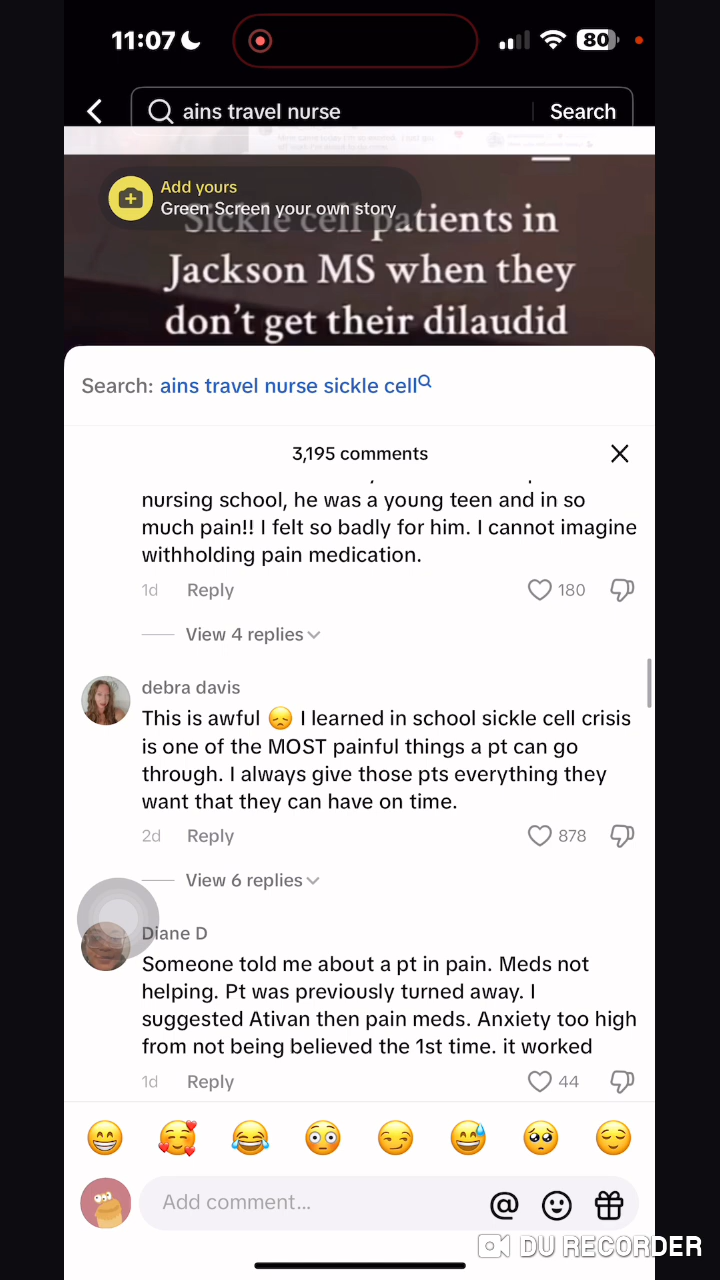 11:07
80
ains travel nurse
Search
Add yours
Green Screen your own story
Sickle cell patients in
Jackson MS when they
don't get their dilaudid
Search: ains travel nurse sickle cell
3,195 comments
nursing school, he was a young teen and in so
much pain!! I felt so badly for him. I cannot imagine
withholding pain medication.
1d Reply 180
View 4 replies
debra davis
This is awful 😞 I learned in school sickle cell crisis
is one of the MOST painful things a pt can go
through. I always give those pts everything they
want that they can have on time.
2d Reply 878
View 6 replies
Diane D
Someone told me about a pt in pain. Meds not
helping. Pt was previously turned away. I
suggested Ativan then pain meds. Anxiety too high
from not being believed the 1st time. it worked
1d Reply 44
Add comment...
DU RECORDER